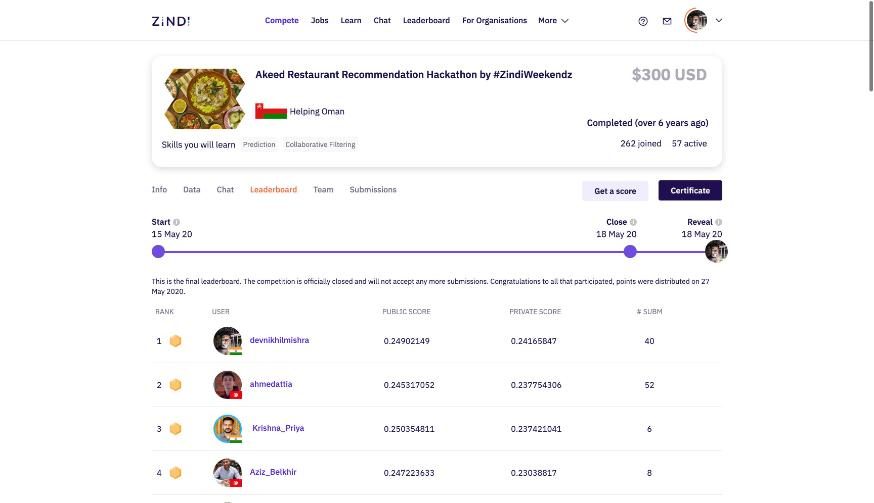 ZiNDi
Compete Jobs Learn Chat Leaderboard For Organisations More
Akeed Restaurant Recommendation Hackathon by #ZindiWeekendz
$300 USD
Helping Oman
Completed (over 6 years ago)
Skills you will learn Prediction Collaborative Filtering
262 joined 57 active
Info Data Chat Leaderboard Team Submissions
Get a score Certificate
Start Close Reveal
15 May 20 18 May 20 18 May 20
This is the final leaderboard. The competition is officially closed and will not accept any more submissions. Congratulations to all that participated, points were distributed on 27
May 2020.
RANK USER PUBLIC SCORE PRIVATE SCORE # SUBM
1 devnikhilmishra 0.24902149 0.24165847 40
2 ahmedattia 0.245317052 0.237754306 52
3 Krishna_Priya 0.250354811 0.237421041 6
4 Aziz_Belkhir 0.247223633 0.23038817 8